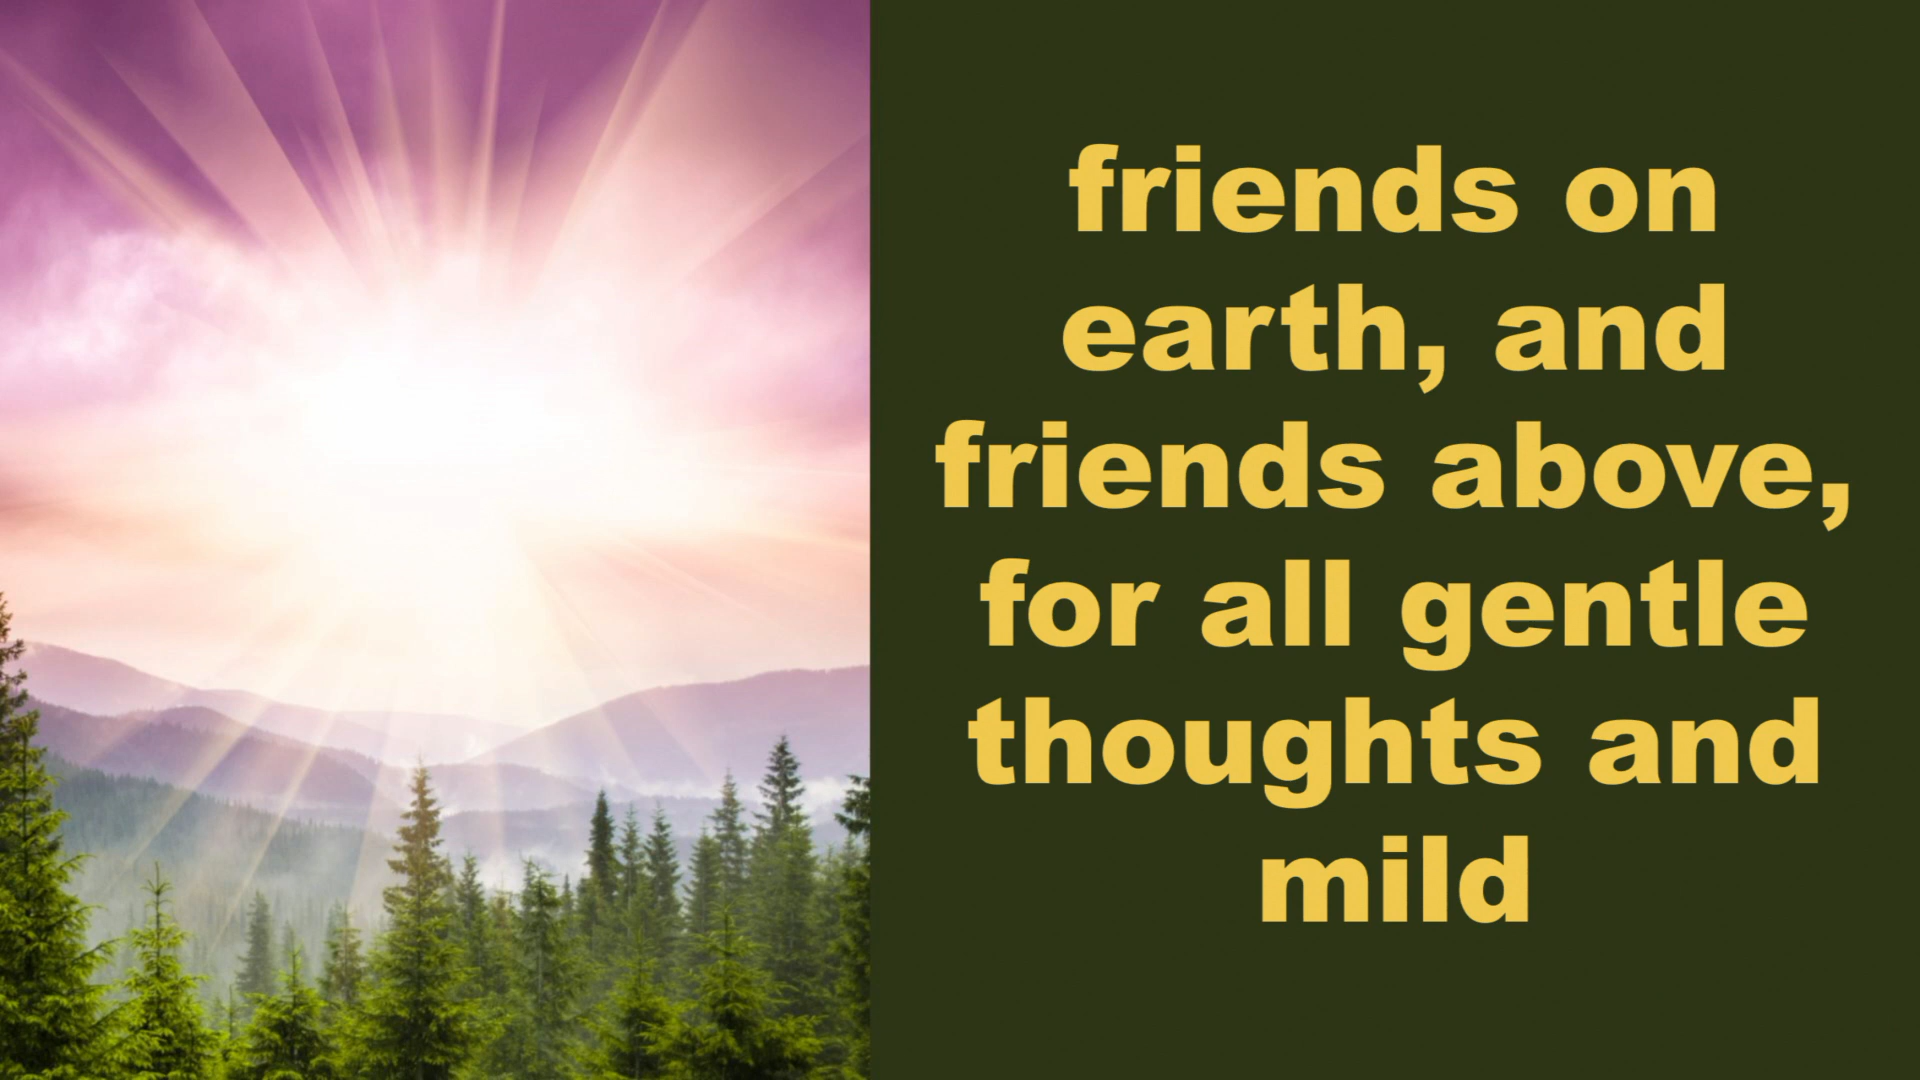 friends on
earth, and
friends above,
for all gentle
thoughts and
mild